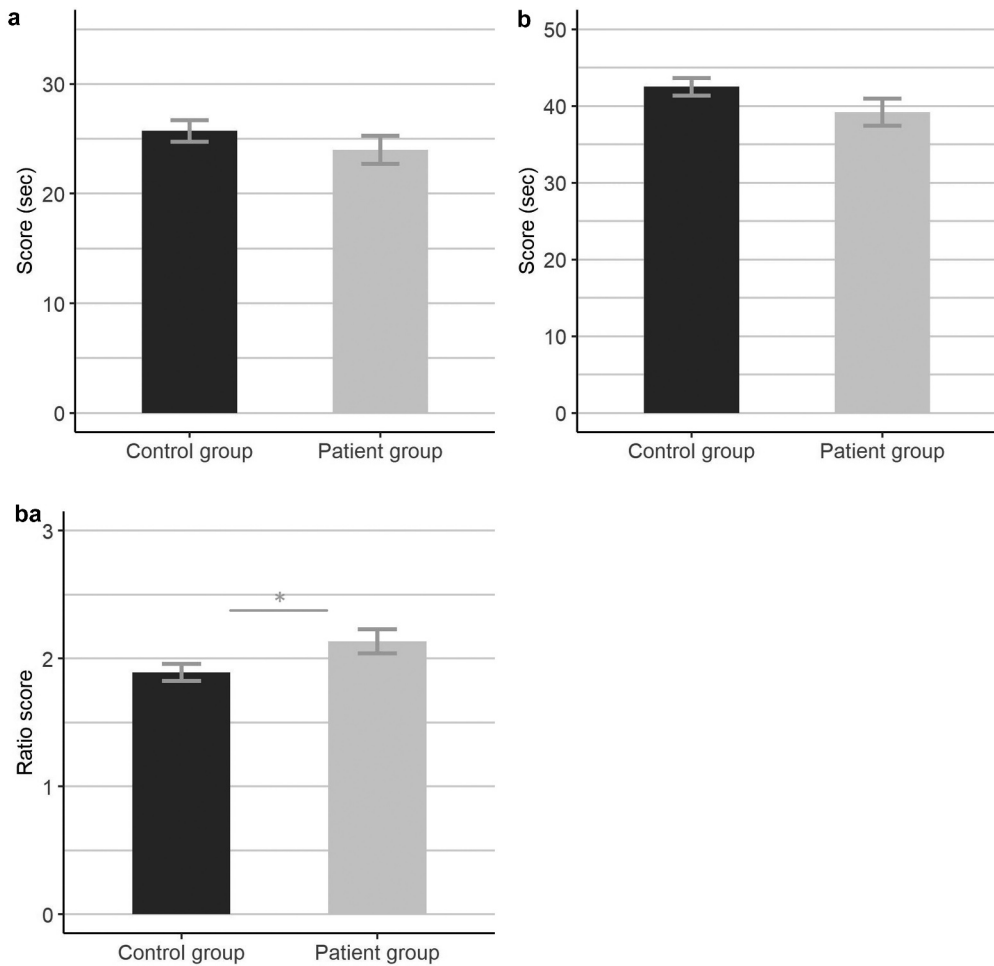 a
Score (sec)
30
20
10
0
Control group Patient group
b
Score (sec)
50
40
30
20
10
0
Control group Patient group
ba
Ratio score
3
2
1
0
*
Control group Patient group